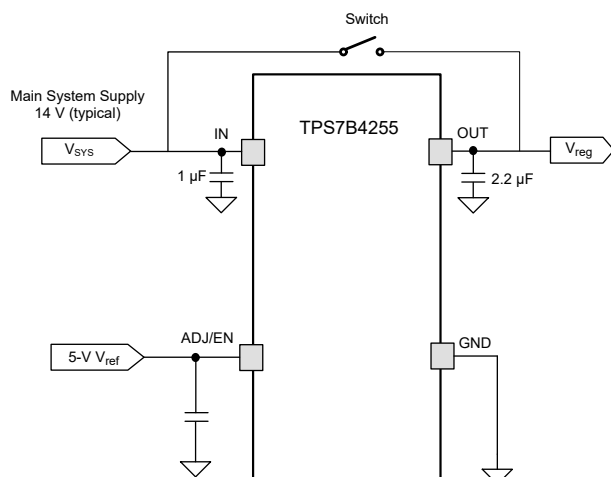 Switch
Main System Supply
14 V (typical)
TPS7B4255
IN
OUT
VSYS
Vreg
1 µF
2.2 µF
ADJ/EN
GND
5-V Vref